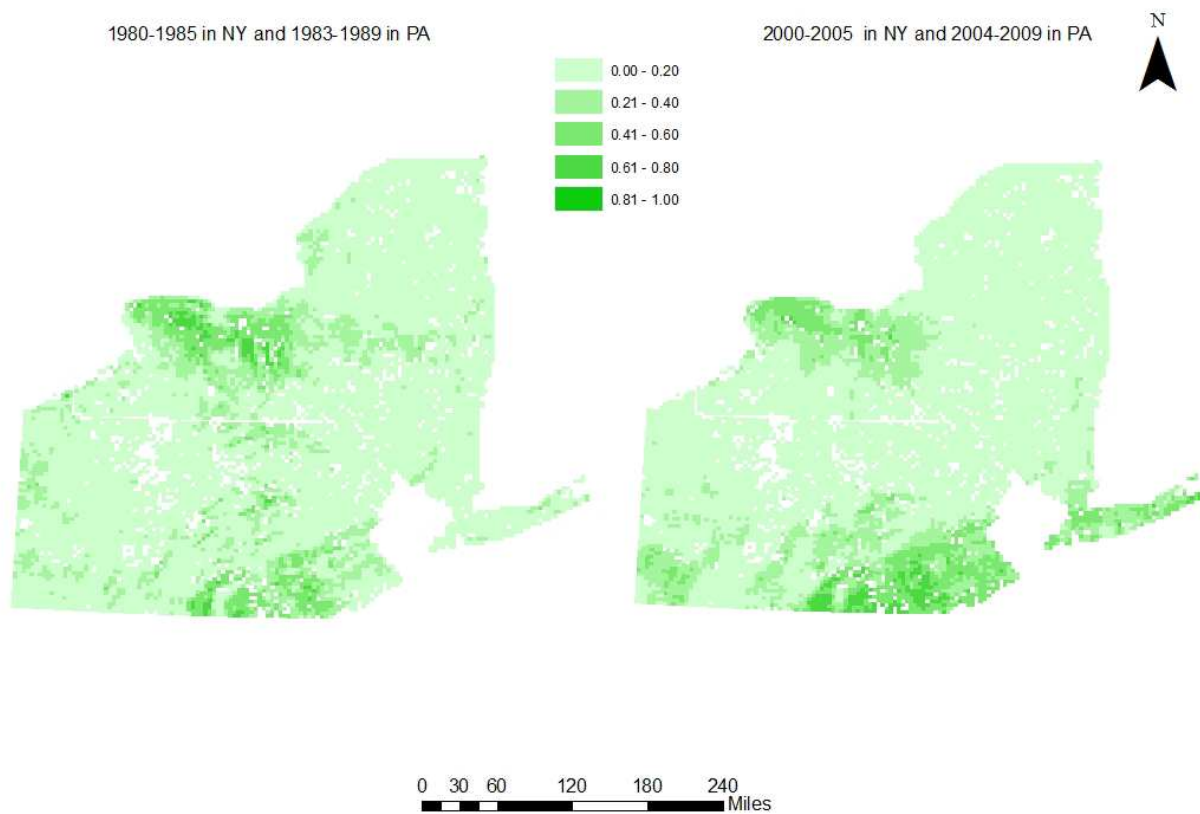 1980-1985 in NY and 1983-1989 in PA
2000-2005 in NY and 2004-2009 in PA
N
0.00 - 0.20
0.21 - 0.40
0.41 - 0.60
0.61 - 0.80
0.81 - 1.00
0 30 60 120 180 240
Miles